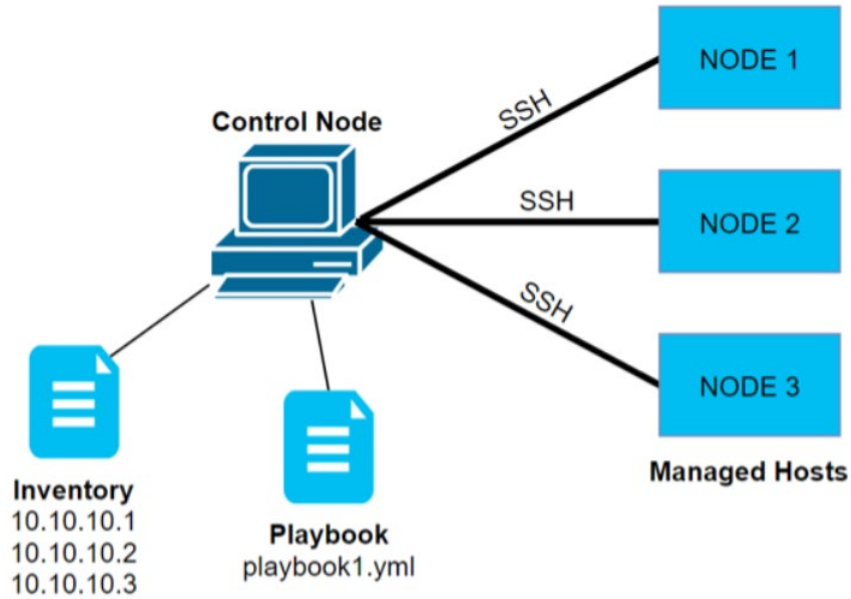 NODE 1
SSH
Control Node
SSH
NODE 2
SSH
NODE 3
Managed Hosts
Inventory
10.10.10.1
10.10.10.2
10.10.10.3
Playbook
playbook1.yml